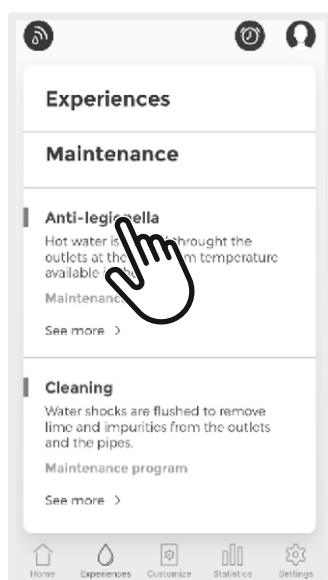 Experiences
Maintenance
Anti-legionella
Hot water is throught the
outlets at the temperature
available
Maintenance
See more >
Cleaning
Water shocks are flushed to remove
lime and impurities from the outlets
and the pipes.
Maintenance program
See more >
Home Experiences Customize Statistics Settings